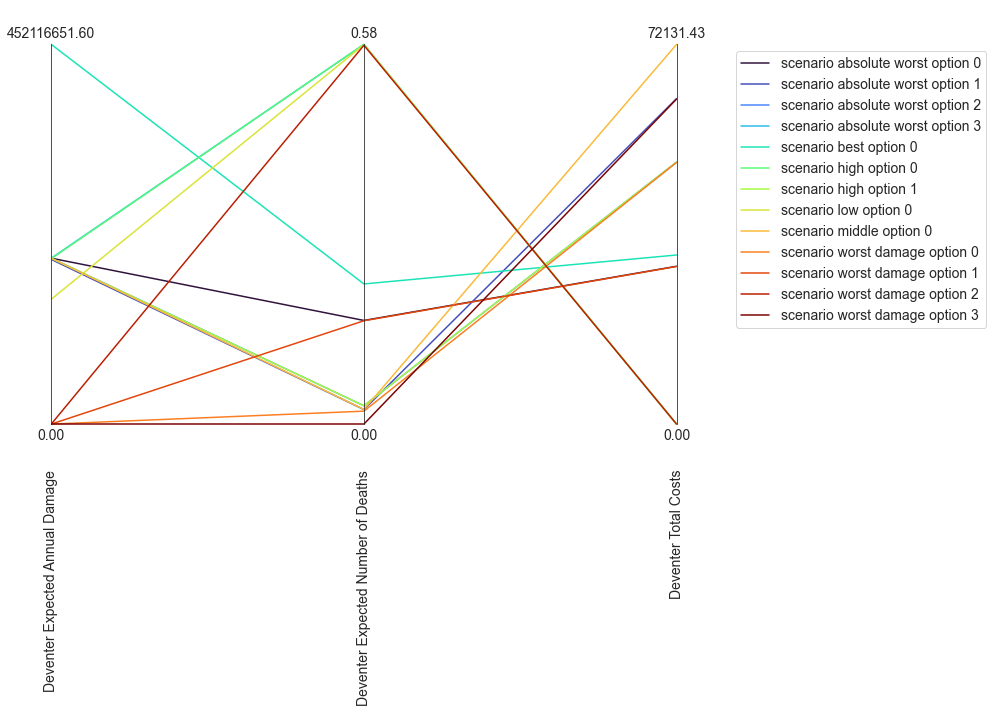 452116651.60
0.58
72131.43
0.00
0.00
0.00
Deventer Expected Annual Damage
Deventer Expected Number of Deaths
Deventer Total Costs
scenario absolute worst option 0
scenario absolute worst option 1
scenario absolute worst option 2
scenario absolute worst option 3
scenario best option 0
scenario high option 0
scenario high option 1
scenario low option 0
scenario middle option 0
scenario worst damage option 0
scenario worst damage option 1
scenario worst damage option 2
scenario worst damage option 3